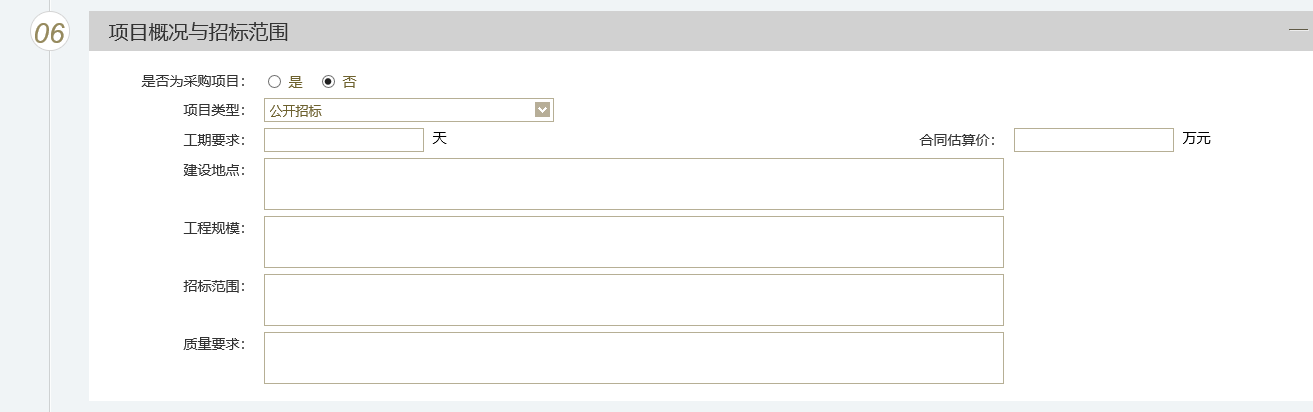 06
项目概况与招标范围
是否为采购项目： 是 否
项目类型： 公开招标
工期要求： 天 合同估算价： 万元
建设地点：
工程规模：
招标范围：
质量要求：